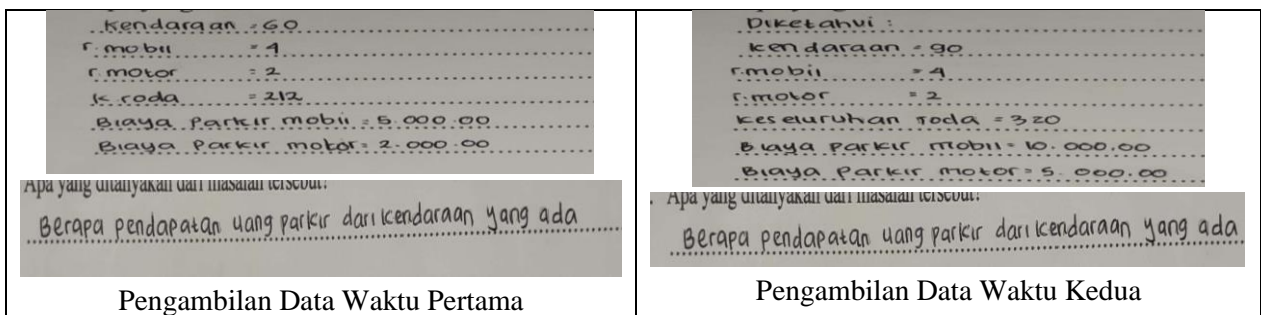 Kendaraan = 60
r. mobil = 4
r. motor = 2
k roda = 212
Biaya Parkir mobil = 5.000.00
Biaya Parkir motor = 2.000.00
Apa yang ditanyakan dari masalah tersebut?
Berapa pendapatan uang parkir dari kendaraan yang ada
Pengambilan Data Waktu Pertama
Diketahui :
kendaraan = 90
r.mobil = 4
r.motor = 2
keseluruhan roda = 320
Biaya Parkir mobil = 10.000,00
Biaya Parkir motor = 5.000.00
. Apa yang ditanyakan dari masalah tersebut?
Berapa pendapatan uang parkir dari kendaraan yang ada
Pengambilan Data Waktu Kedua